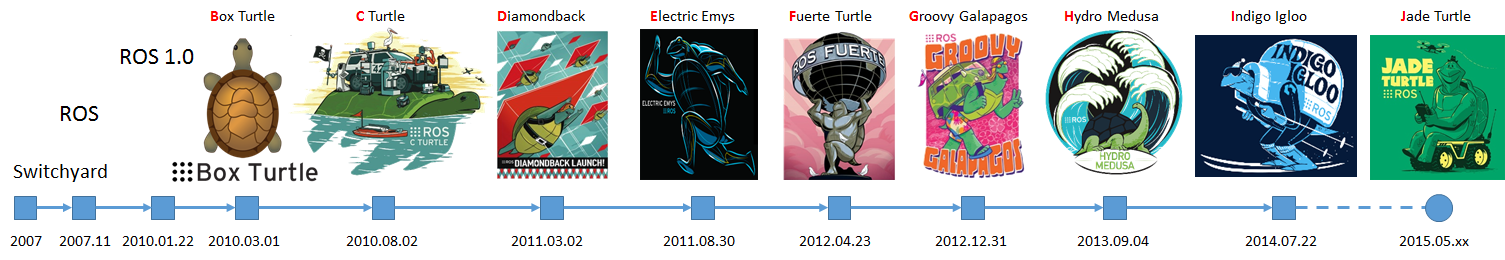 Box Turtle
C Turtle
Diamondback
Electric Emys
Fuerte Turtle
Groovy Galapagos
Hydro Medusa
Indigo Igloo
Jade Turtle
ROS 1.0
ROS
Switchyard
Box Turtle
ROS
C TURTLE
ROS DIAMONDBACK LAUNCH!
ELECTRIC EMYS
ROS
ROS FUERTE
ROS
GROOVY
GALAPAGOS
ROS
HYDRO
MEDUSA
INDIGO
IGLOO
ROS
JADE
TURTLE
ROS
2007
2007.11
2010.01.22
2010.03.01
2010.08.02
2011.03.02
2011.08.30
2012.04.23
2012.12.31
2013.09.04
2014.07.22
2015.05.xx